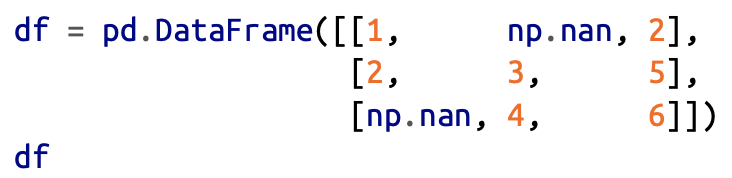 df = pd.DataFrame([[1,      np.nan, 2],
                   [2,      3,      5],
                   [np.nan, 4,      6]])
df